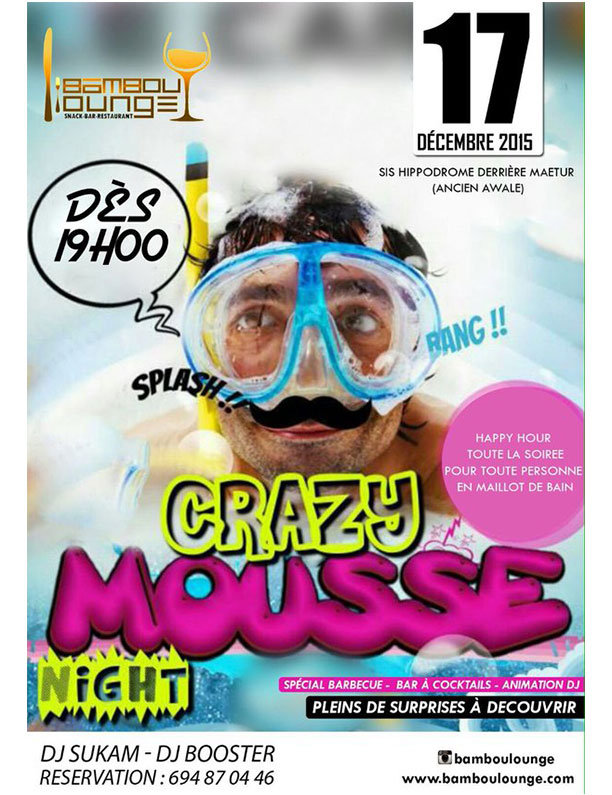 BAMBOU
LOUNGE
SNACK-BAR-RESTAURANT
17
DÉCEMBRE 2015
SIS HIPPODROME DERRIÈRE MAETUR
(ANCIEN AWALE)
DÈS
19H00
BANG !!
SPLASH !!
HAPPY HOUR
TOUTE LA SOIREE
POUR TOUTE PERSONNE
EN MAILLOT DE BAIN
CRAZY
MOUSSE
NiGHT
SPÉCIAL BARBECUE - BAR À COCKTAILS - ANIMATION DJ
PLEINS DE SURPRISES À DECOUVRIR
DJ SUKAM - DJ BOOSTER
RESERVATION : 694 87 04 46
bamboulounge
www.bamboulounge.com